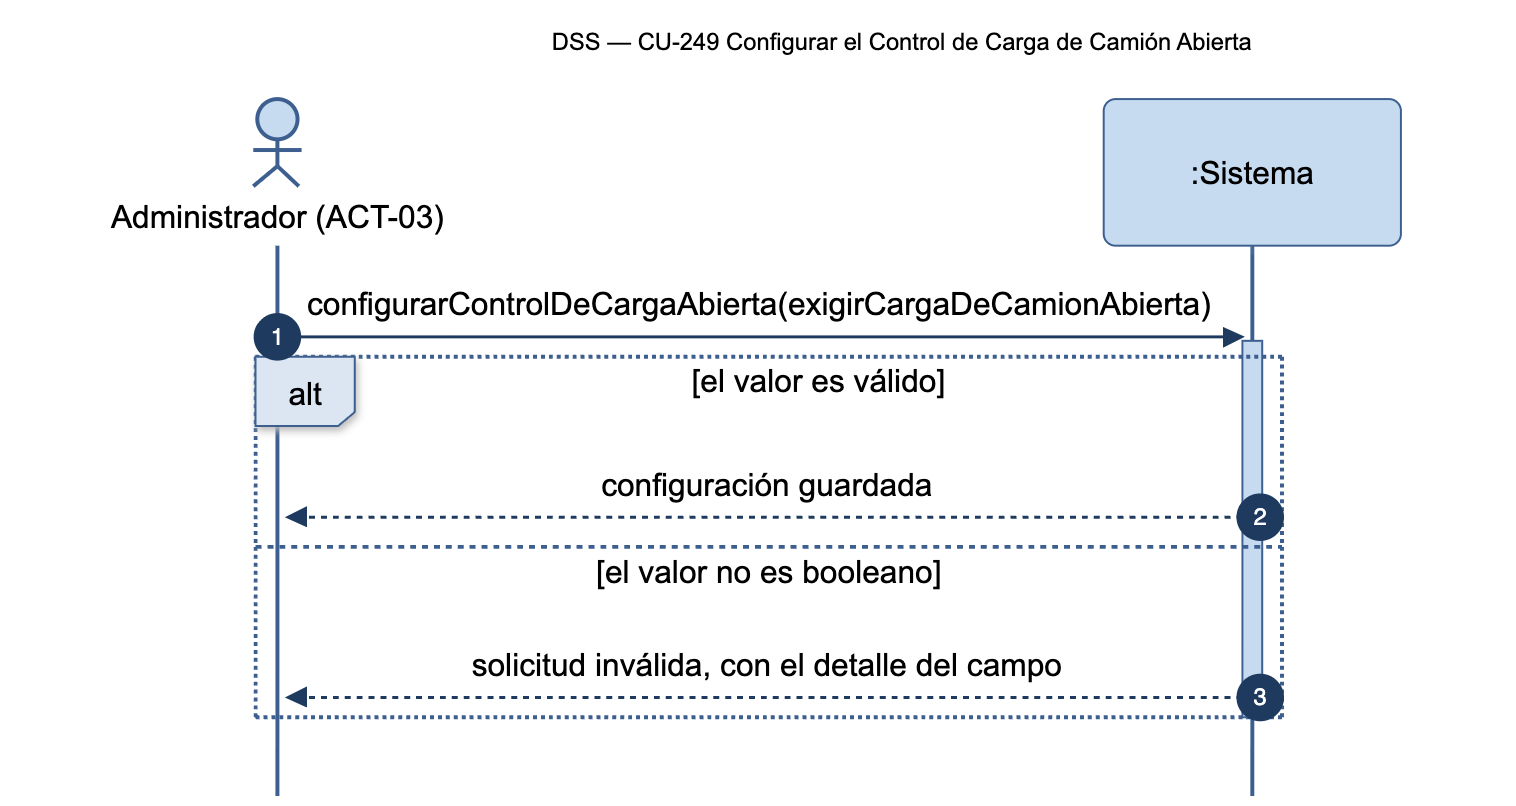 DSS — CU-249 Configurar el Control de Carga de Camión Abierta
:Sistema
Administrador (ACT-03)
configurarControlDeCargaAbierta(exigirCargaDeCamionAbierta)
1
alt
[el valor es válido]
configuración guardada
2
[el valor no es booleano]
solicitud inválida, con el detalle del campo
3